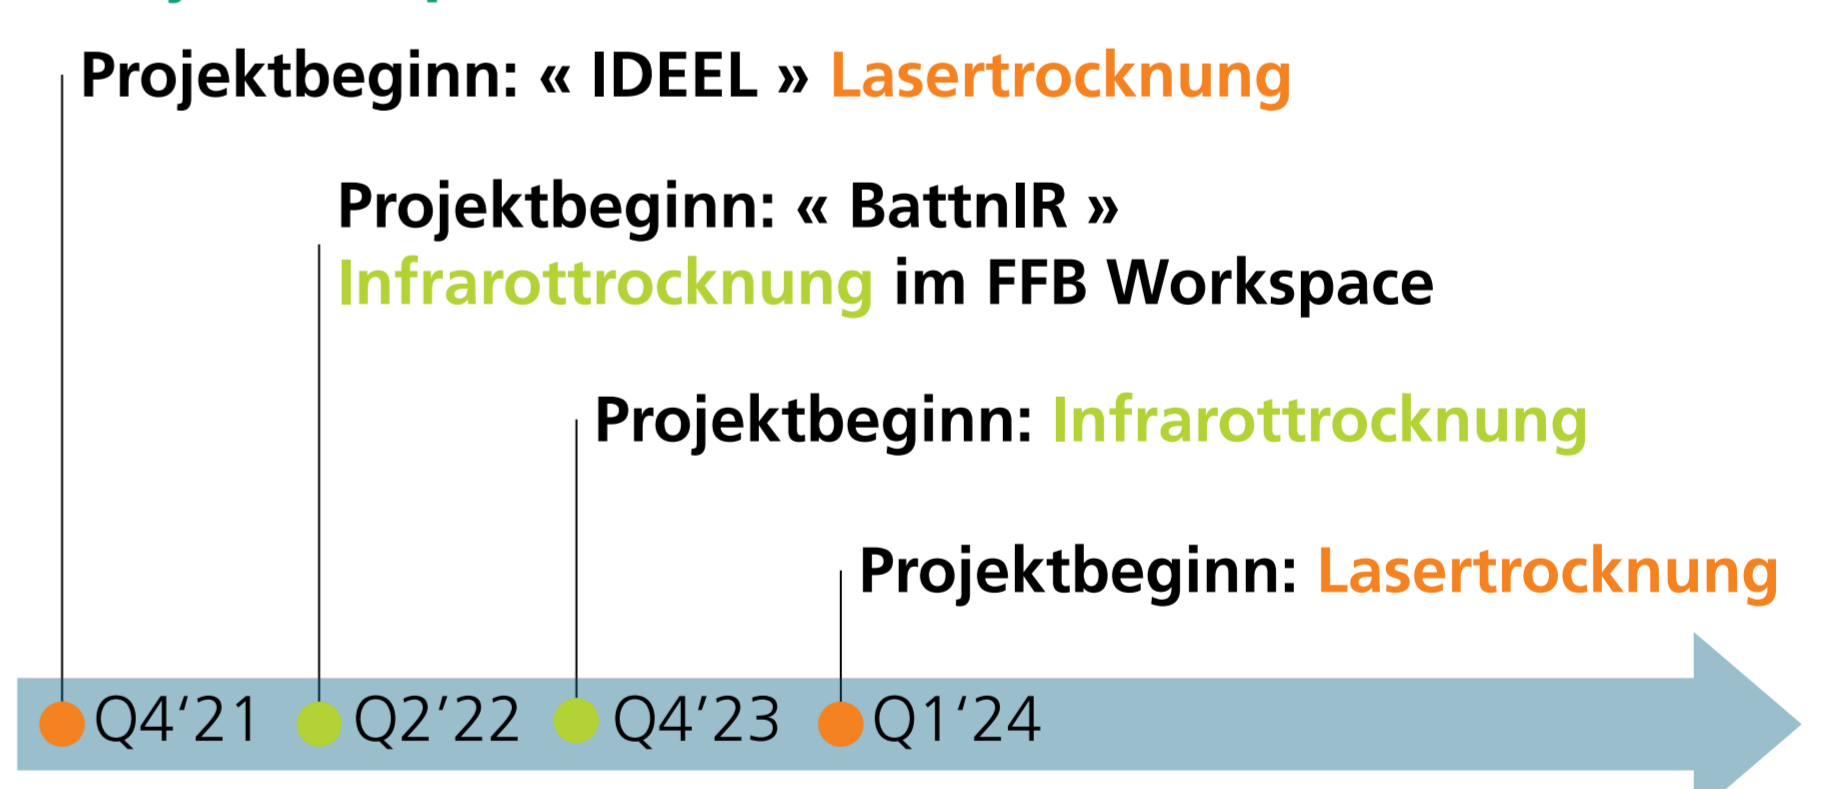 Projektbeginn: « IDEEL » Lasertrocknung
Projektbeginn: « BattnIR »
Infrarottrocknung im FFB Workspace
Projektbeginn: Infrarottrocknung
Projektbeginn: Lasertrocknung
Q4‘21 Q2’22 Q4’23 Q1‘24